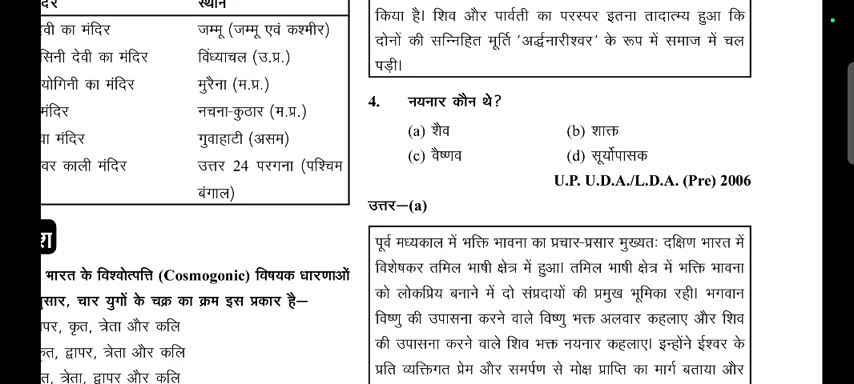 स्थान
वी का मंदिर जम्मू (जम्मू एवं कश्मीर)
सिनी देवी का मंदिर विंध्याचल (उ.प्र.)
योगिनी का मंदिर मुरैना (म.प्र.)
मंदिर नचना-कुठार (म.प्र.)
मंदिर गुवाहाटी (असम)
वर काली मंदिर उत्तर 24 परगना (पश्चिम
बंगाल)
भारत के विश्वोत्पत्ति (Cosmogonic) विषयक धारणाओं
सार, चार युगों के चक्र का क्रम इस प्रकार है—
पर, कृत, त्रेता और कलि
त, द्वापर, त्रेता और कलि
त, त्रेता, द्वापर और कलि
किया है। शिव और पार्वती का परस्पर इतना तादात्म्य हुआ कि
दोनों की सन्निहित मूर्ति 'अर्द्धनारीश्वर' के रूप में समाज में चल
पड़ी।
4. नयनार कौन थे?
(a) शैव (b) शाक्त
(c) वैष्णव (d) सूर्योपासक
U.P. U.D.A./L.D.A. (Pre) 2006
उत्तर—(a)
पूर्व मध्यकाल में भक्ति भावना का प्रचार-प्रसार मुख्यतः दक्षिण भारत में
विशेषकर तमिल भाषी क्षेत्र में हुआ। तमिल भाषी क्षेत्र में भक्ति भावना
को लोकप्रिय बनाने में दो संप्रदायों की प्रमुख भूमिका रही। भगवान
विष्णु की उपासना करने वाले विष्णु भक्त अलवार कहलाए और शिव
की उपासना करने वाले शिव भक्त नयनार कहलाए। इन्होंने ईश्वर के
प्रति व्यक्तिगत प्रेम और समर्पण से मोक्ष प्राप्ति का मार्ग बताया और